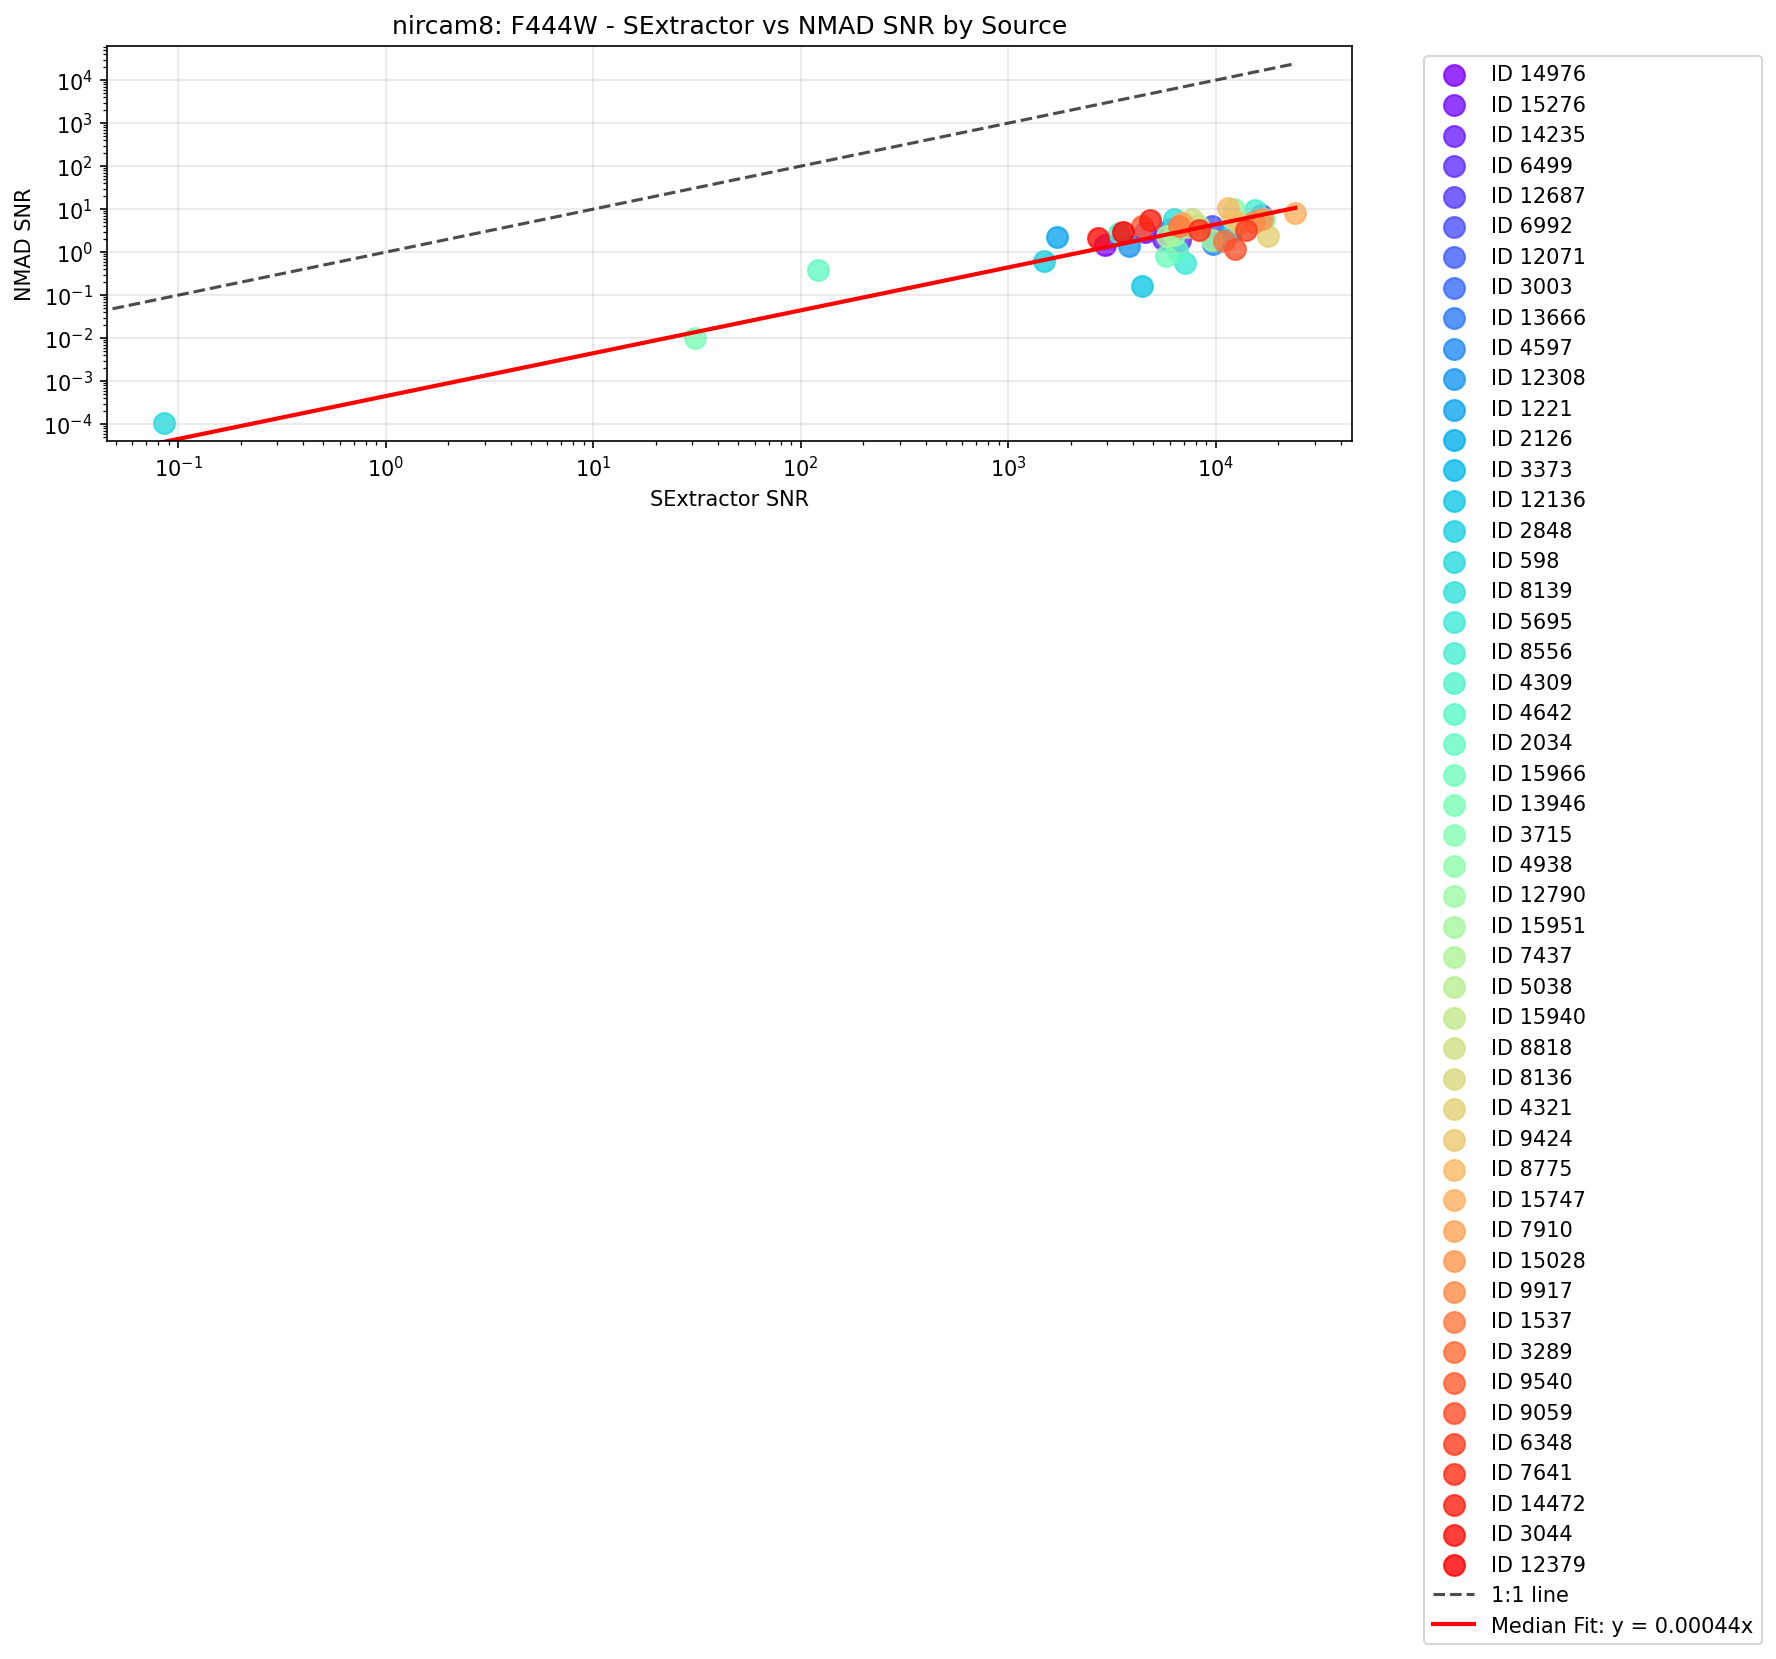 nircam8: F444W - SExtractor vs NMAD SNR by Source
NMAD SNR
10⁴
10³
10²
10¹
10⁰
10⁻¹
10⁻²
10⁻³
10⁻⁴
10⁻¹ 10⁰ 10¹ 10² 10³ 10⁴
SExtractor SNR
ID 14976
ID 15276
ID 14235
ID 6499
ID 12687
ID 6992
ID 12071
ID 3003
ID 13666
ID 4597
ID 12308
ID 1221
ID 2126
ID 3373
ID 12136
ID 2848
ID 598
ID 8139
ID 5695
ID 8556
ID 4309
ID 4642
ID 2034
ID 15966
ID 13946
ID 3715
ID 4938
ID 12790
ID 15951
ID 7437
ID 5038
ID 15940
ID 8818
ID 8136
ID 4321
ID 9424
ID 8775
ID 15747
ID 7910
ID 15028
ID 9917
ID 1537
ID 3289
ID 9540
ID 9059
ID 6348
ID 7641
ID 14472
ID 3044
ID 12379
1:1 line
Median Fit: y = 0.00044x